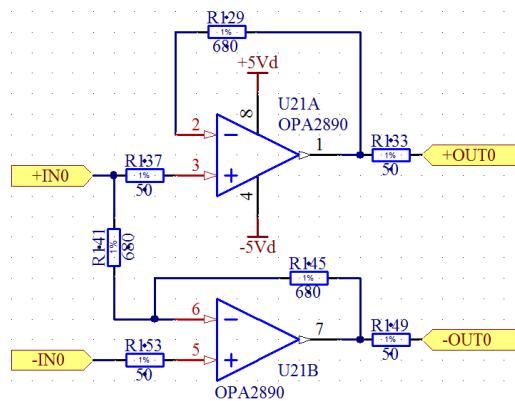 R129
1%
680
+5Vd
U21A
OPA2890
8
2
1
R133
1%
50
+OUT0
+IN0
R137
1%
50
3
4
-5Vd
R141
1%
680
R145
1%
680
6
7
R149
1%
50
-OUT0
-IN0
R153
1%
50
5
U21B
OPA2890